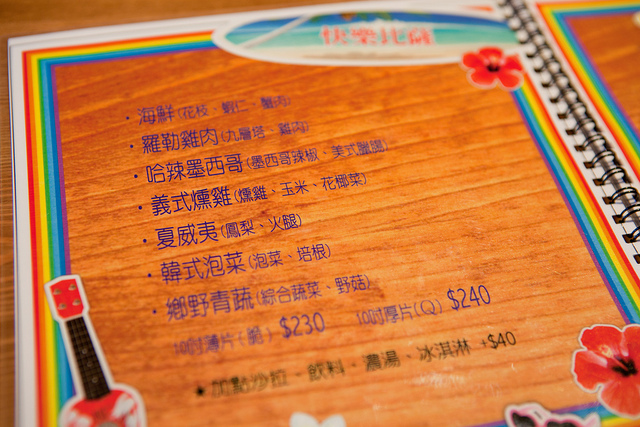 快樂比薩
・海鮮(花枝、蝦仁、蟹肉)
・羅勒雞肉(九層塔、雞肉)
・哈辣墨西哥(墨西哥辣椒、美式臘腸)
・義式燻雞(燻雞、玉米、花椰菜)
・夏威夷(鳳梨、火腿)
・韓式泡菜(泡菜、培根)
・鄉野青蔬(綜合蔬菜、野菇)
10吋薄片(脆) $230 10吋厚片(Q) $240
★加點沙拉、飲料、濃湯、冰淇淋 +$40